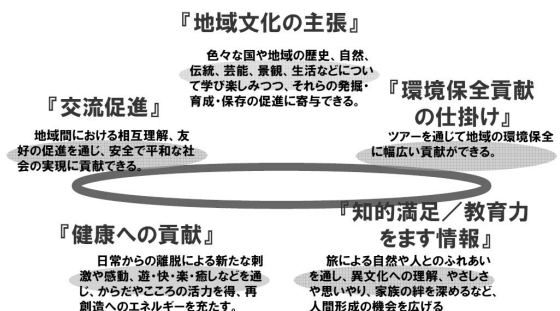 『地域文化の主張』
色々な国や地域の歴史、自然、
伝統、芸能、景観、生活などについ
て学び楽しみつつ、それらの発掘・
育成・保存の促進に寄与できる。
『交流促進』
地域間における相互理解、友
好の促進を通じ、安全で平和な社
会の実現に貢献できる。
『環境保全貢献
の仕掛け』
ツアーを通じて地域の環境保全
に幅広い貢献ができる。
『健康への貢献』
日常からの離脱による新たな刺
激や感動、遊・快・楽・癒しなどを通
じ、からだやこころの活力を得、再
創造へのエネルギーを充たす。
『知的満足／教育力
をます情報』
旅による自然や人とのふれあい
を通し、異文化への理解、やさしさ
や思いやり、家族の絆を深めるなど、
人間形成の機会を広げる